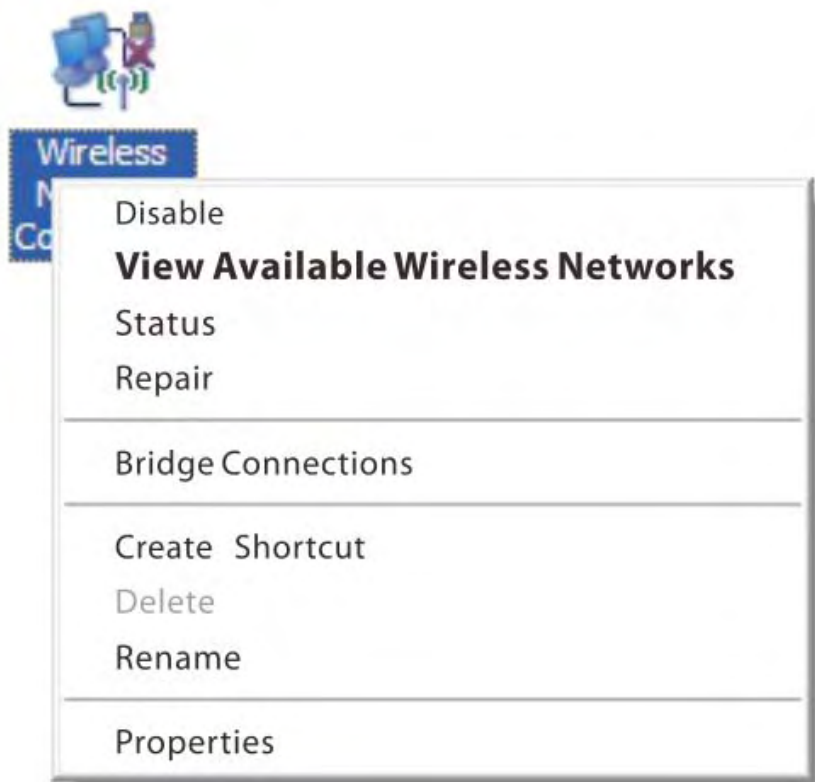 Wireless
Disable
View Available Wireless Networks
Status
Repair
Bridge Connections
Create Shortcut
Delete
Rename
Properties